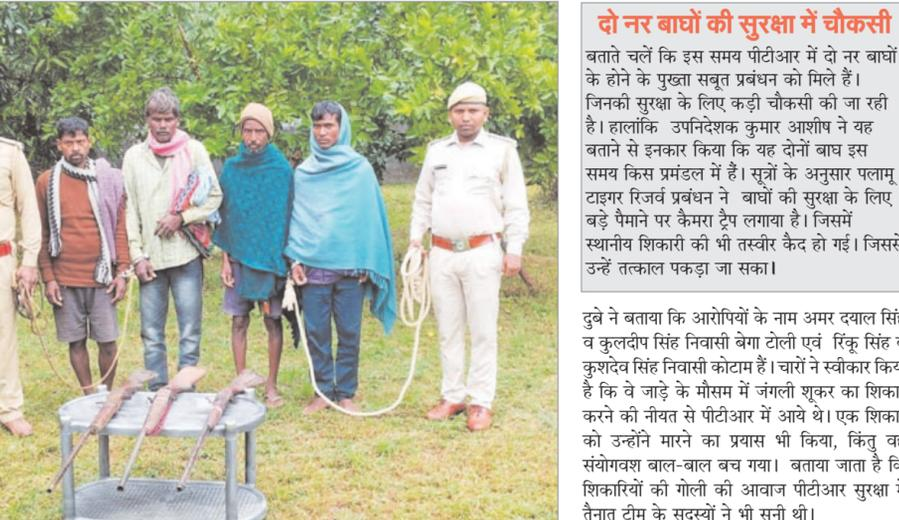 दो नर बाघों की सुरक्षा में चौकसी
बताते चलें कि इस समय पीटीआर में दो नर बाघों
के होने के पुख्ता सबूत प्रबंधन को मिले हैं।
जिनकी सुरक्षा के लिए कड़ी चौकसी की जा रही
है। हालांकि उपनिदेशक कुमार आशीष ने यह
बताने से इनकार किया कि यह दोनों बाघ इस
समय किस प्रमंडल में हैं। सूत्रों के अनुसार पलामू
टाइगर रिजर्व प्रबंधन ने बाघों की सुरक्षा के लिए
बड़े पैमाने पर कैमरा ट्रैप लगाया है। जिसमें
स्थानीय शिकारी की भी तस्वीर कैद हो गई। जिससे
उन्हें तत्काल पकड़ा जा सका।
दुबे ने बताया कि आरोपियों के नाम अमर दयाल सिंह
व कुलदीप सिंह निवासी बेगा टोली एवं रिंकू सिंह व
कुशदेव सिंह निवासी कोटाम हैं। चारों ने स्वीकार किया
है कि वे जाड़े के मौसम में जंगली शूकर का शिकार
करने की नीयत से पीटीआर में आये थे। एक शिकार
को उन्होंने मारने का प्रयास भी किया, किंतु वह
संयोगवश बाल-बाल बच गया। बताया जाता है कि
शिकारियों की गोली की आवाज पीटीआर सुरक्षा में
तैनात टीम के सदस्यों ने भी सुनी थी।